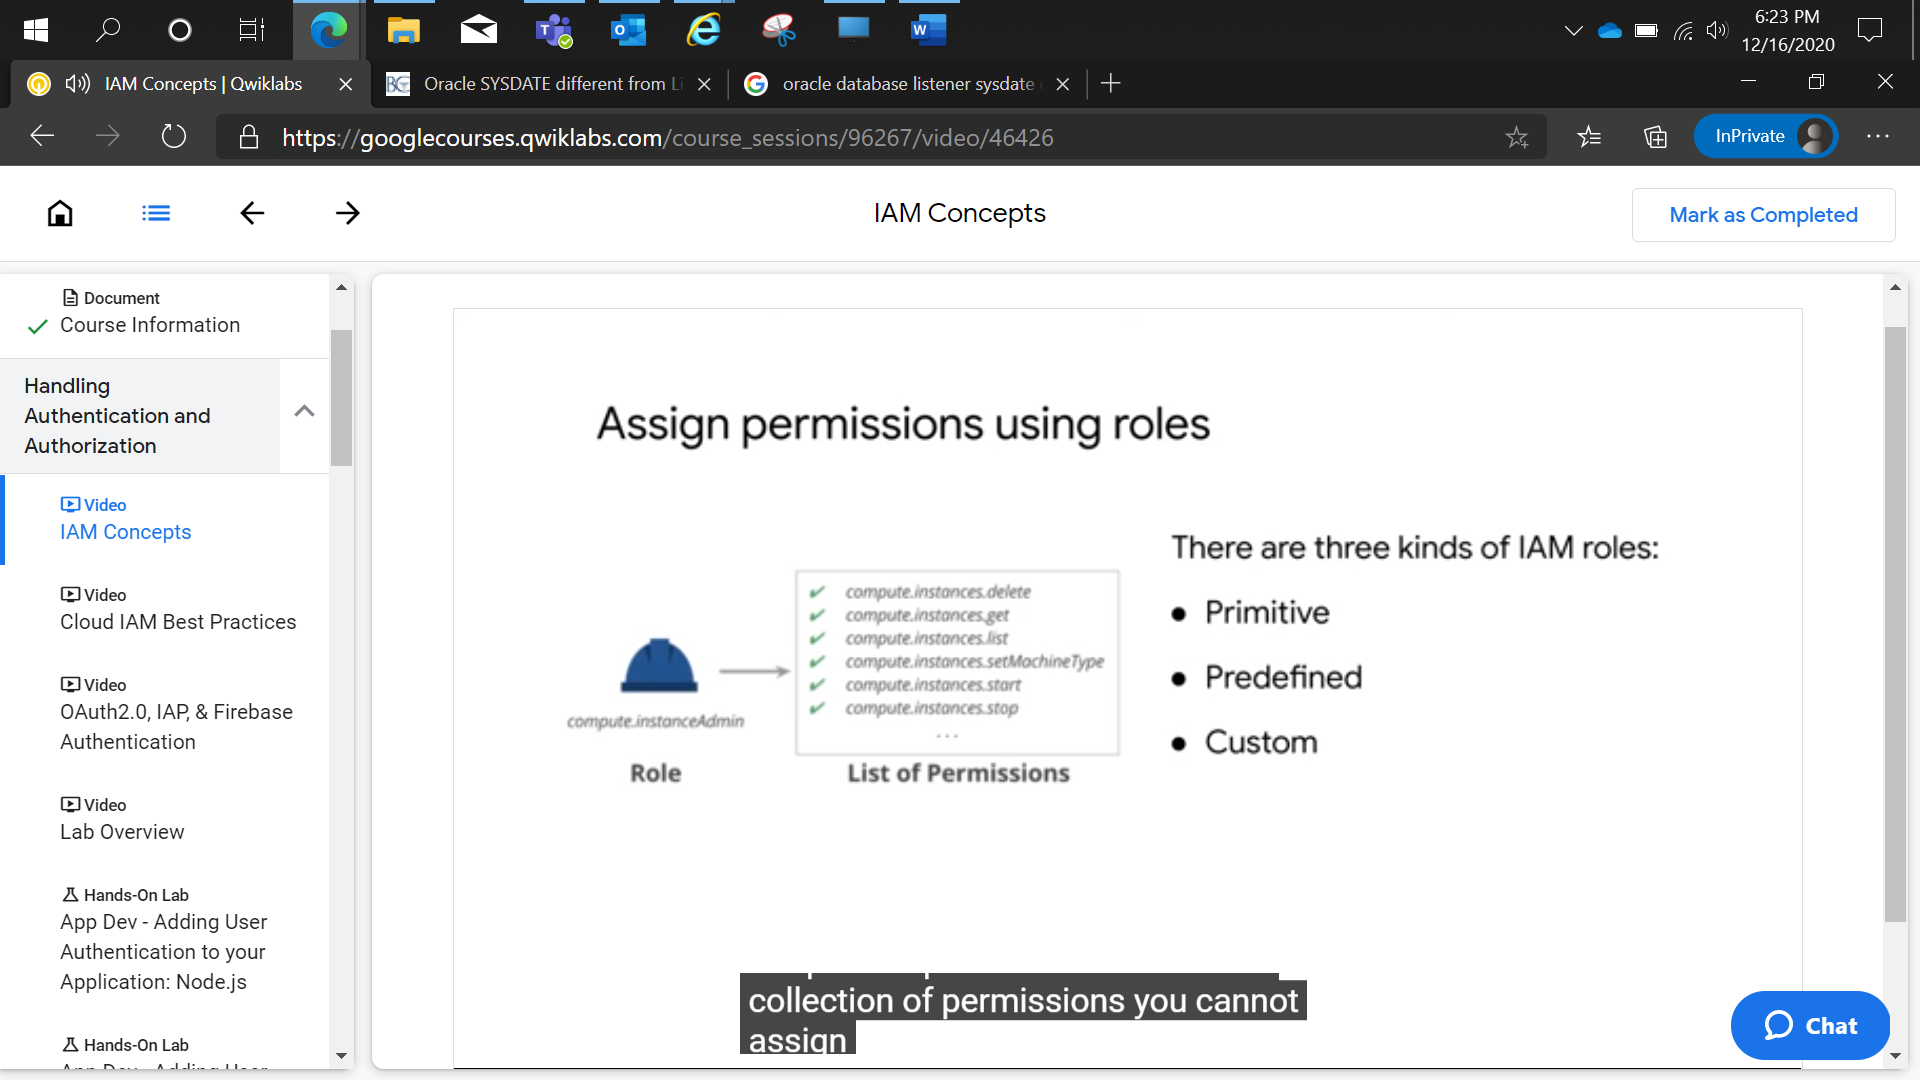 6:23 PM
12/16/2020
IAM Concepts | Qwiklabs
Oracle SYSDATE different from Li
oracle database listener sysdate
https://googlecourses.qwiklabs.com/course_sessions/96267/video/46426
InPrivate
IAM Concepts
Mark as Completed
Document
Course Information
Handling
Authentication and
Authorization
Video
IAM Concepts
Video
Cloud IAM Best Practices
Video
OAuth2.0, IAP, & Firebase
Authentication
Video
Lab Overview
Hands-On Lab
App Dev - Adding User
Authentication to your
Application: Node.js
Hands-On Lab
App Dev - Adding User
Assign permissions using roles
compute.instanceAdmin
Role
compute.instances.delete
compute.instances.get
compute.instances.list
compute.instances.setMachineType
compute.instances.start
compute.instances.stop
...
List of Permissions
There are three kinds of IAM roles:
• Primitive
• Predefined
• Custom
collection of permissions you cannot
assign
Chat